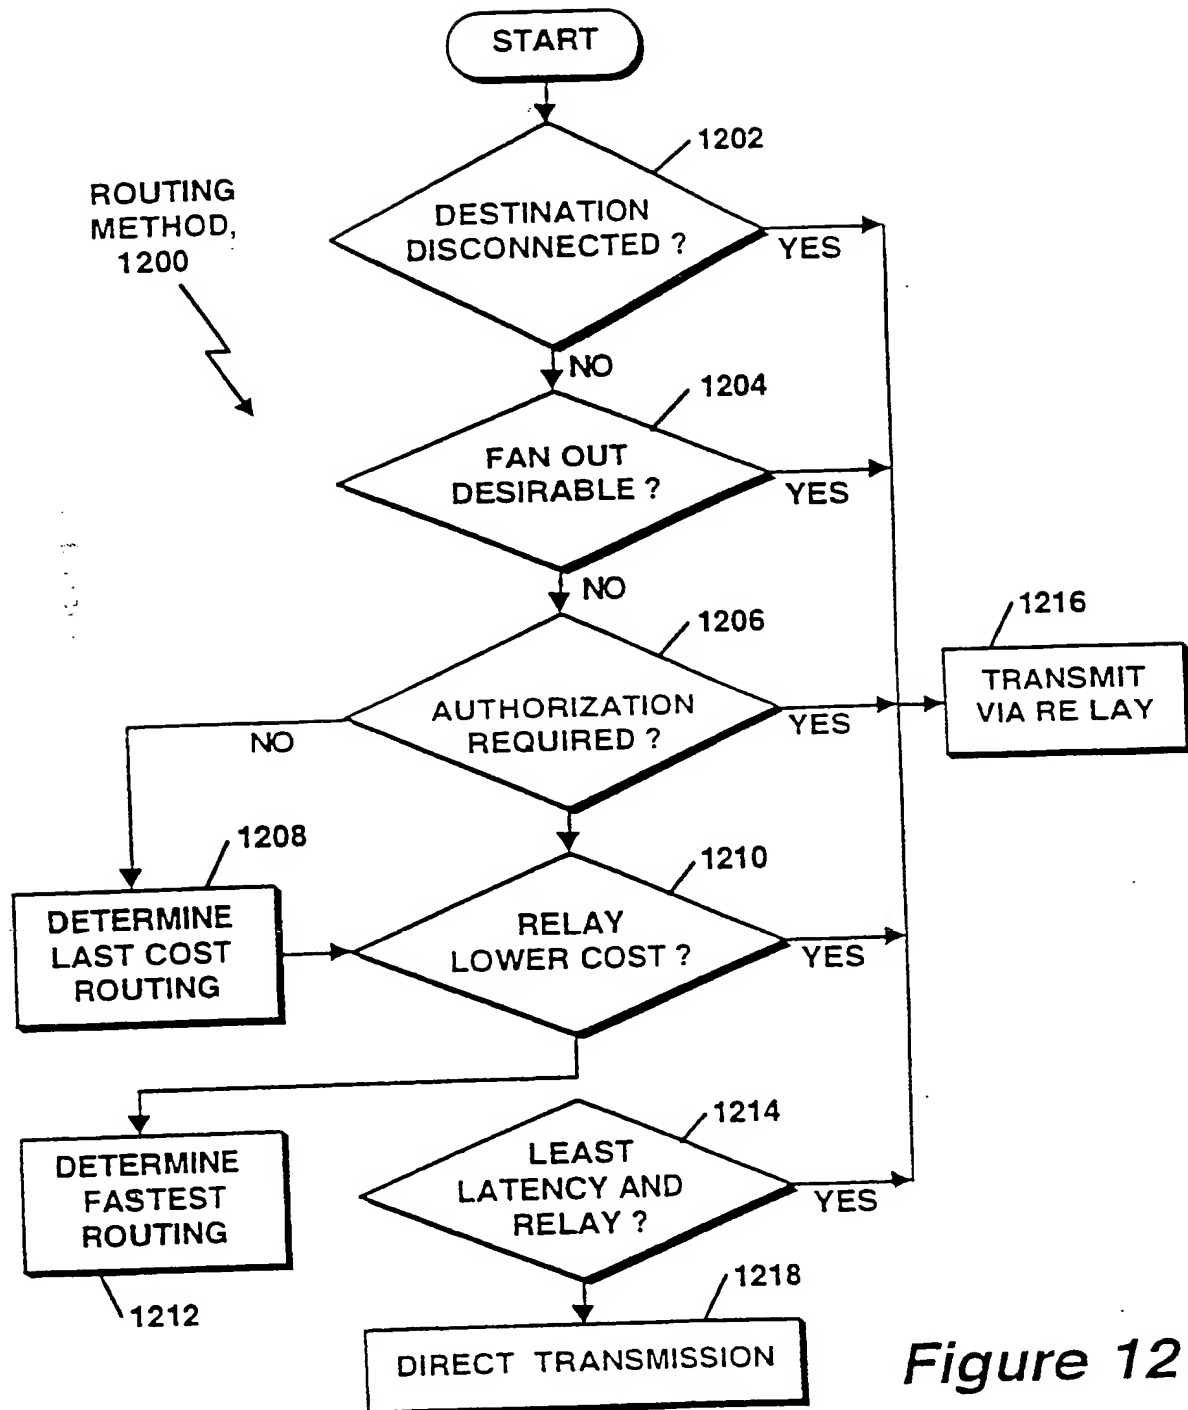 START
1202
ROUTING
METHOD,
1200
DESTINATION
DISCONNECTED ?
YES
NO
1204
FAN OUT
DESIRABLE ?
YES
NO
1206
AUTHORIZATION
REQUIRED ?
YES
NO
1216
TRANSMIT
VIA RE LAY
1208
DETERMINE
LAST COST
ROUTING
1210
RELAY
LOWER COST ?
YES
DETERMINE
FASTEST
ROUTING
1212
1214
LEAST
LATENCY AND
RELAY ?
YES
1218
DIRECT TRANSMISSION
Figure 12